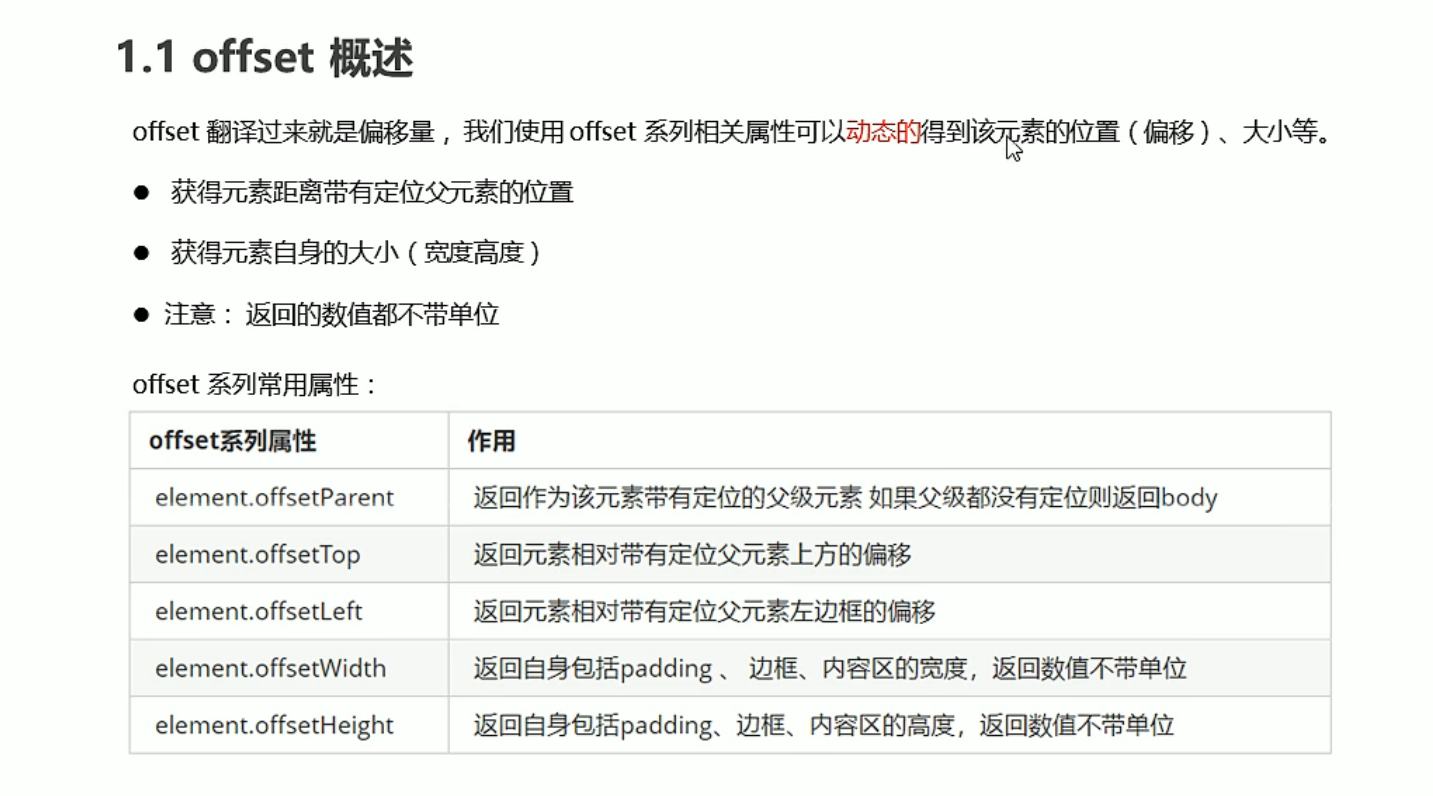 1.1 offset 概述
offset 翻译过来就是偏移量， 我们使用 offset 系列相关属性可以动态的得到该元素的位置（偏移）、大小等。
● 获得元素距离带有定位父元素的位置
● 获得元素自身的大小（宽度高度）
● 注意： 返回的数值都不带单位
offset 系列常用属性：
offset系列属性 作用
element.offsetParent 返回作为该元素带有定位的父级元素 如果父级都没有定位则返回body
element.offsetTop 返回元素相对带有定位父元素上方的偏移
element.offsetLeft 返回元素相对带有定位父元素左边框的偏移
element.offsetWidth 返回自身包括padding 、 边框、内容区的宽度，返回数值不带单位
element.offsetHeight 返回自身包括padding、边框、内容区的高度，返回数值不带单位